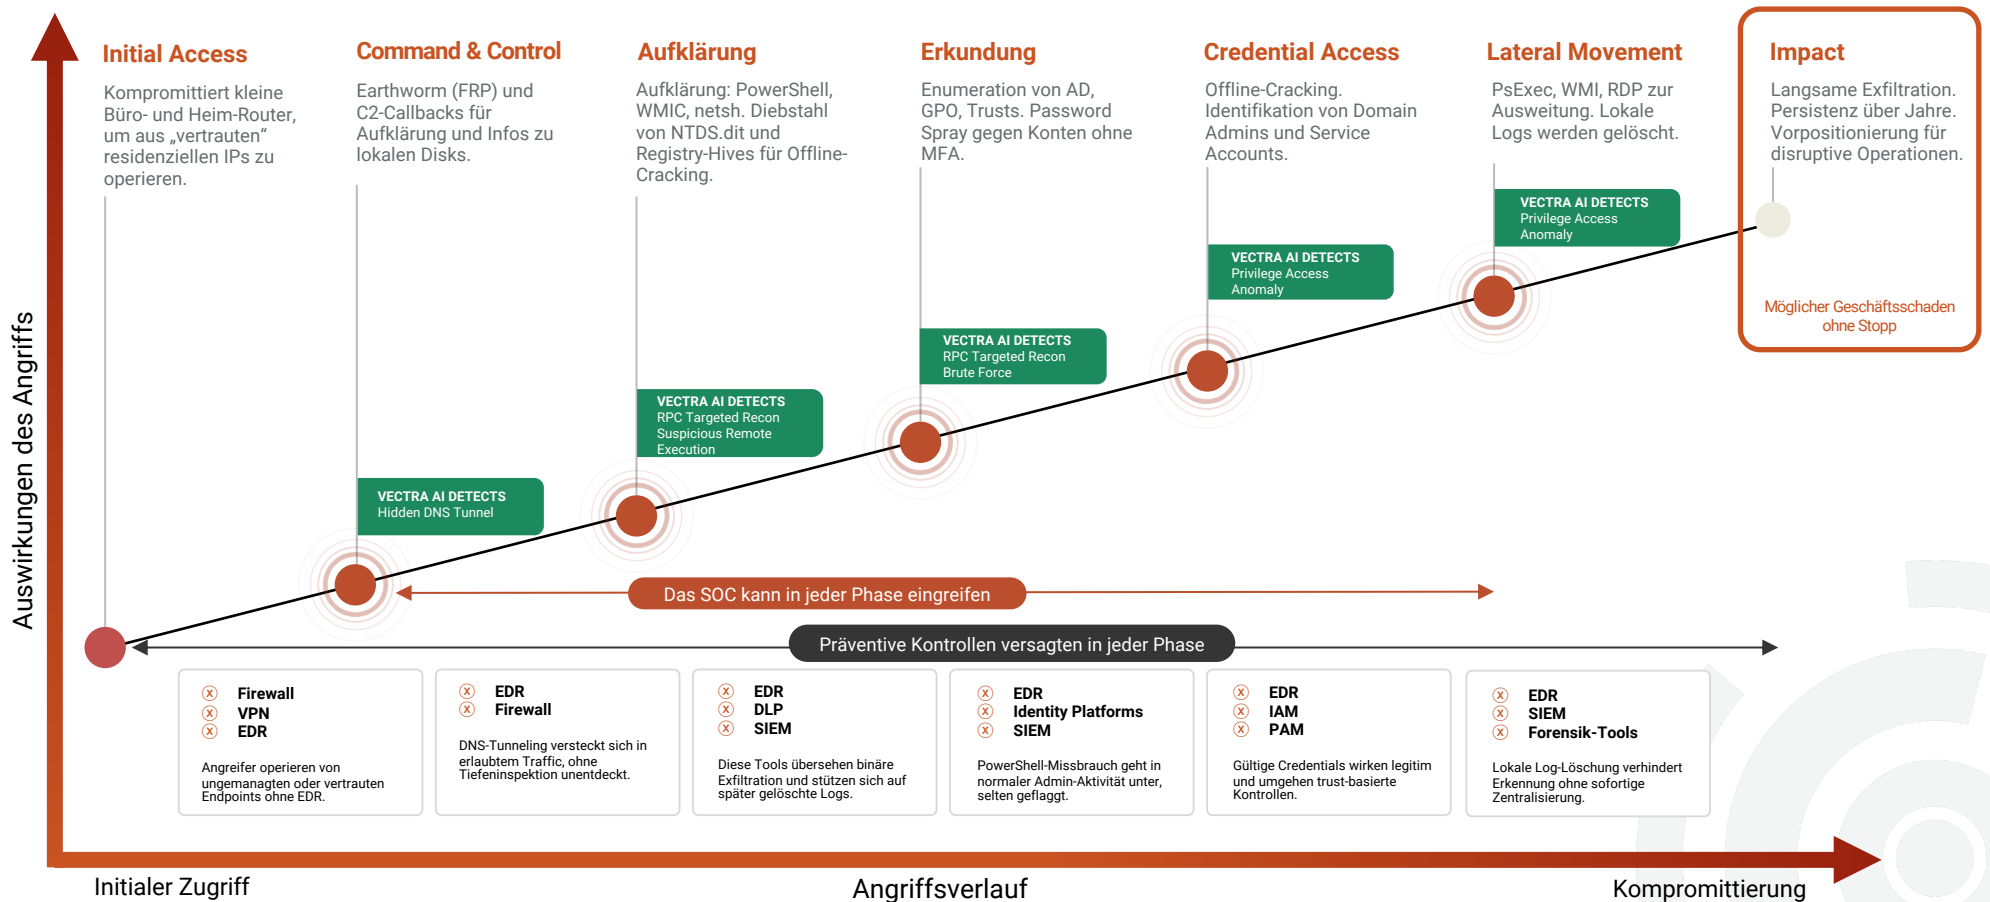 Initial Access
Kompromittiert kleine
Büro- und Heim-Router,
um aus „vertrauten“
residenziellen IPs zu
operieren.
Command & Control
Earthworm (FRP) und
C2-Callbacks für
Aufklärung und Infos zu
lokalen Disks.
Aufklärung
Aufklärung: PowerShell,
WMIC, netsh. Diebstahl
von NTDS.dit und
Registry-Hives für Offline-
Cracking.
Erkundung
Enumeration von AD,
GPO, Trusts. Password
Spray gegen Konten ohne
MFA.
Credential Access
Offline-Cracking.
Identifikation von Domain
Admins und Service
Accounts.
Lateral Movement
PsExec, WMI, RDP zur
Ausweitung. Lokale
Logs werden gelöscht.
Impact
Langsame Exfiltration.
Persistenz über Jahre.
Vorpositionierung für
disruptive Operationen.
Möglicher Geschäftsschaden
ohne Stopp
VECTRA AI DETECTS
Hidden DNS Tunnel
VECTRA AI DETECTS
RPC Targeted Recon
Suspicious Remote
Execution
VECTRA AI DETECTS
RPC Targeted Recon
Brute Force
VECTRA AI DETECTS
Privilege Access
Anomaly
VECTRA AI DETECTS
Privilege Access
Anomaly
Auswirkungen des Angriffs
Das SOC kann in jeder Phase eingreifen
Präventive Kontrollen versagten in jeder Phase
x Firewall
x VPN
x EDR
Angreifer operieren von
ungemanagten oder vertrauten
Endpoints ohne EDR.
x EDR
x Firewall
DNS-Tunneling versteckt sich in
erlaubtem Traffic, ohne
Tiefeninspektion unentdeckt.
x EDR
x DLP
x SIEM
Diese Tools übersehen binäre
Exfiltration und stützen sich auf
später gelöschte Logs.
x EDR
x Identity Platforms
x SIEM
PowerShell-Missbrauch geht in
normaler Admin-Aktivität unter,
selten geflaggt.
x EDR
x IAM
x PAM
Gültige Credentials wirken legitim
und umgehen trust-basierte
Kontrollen.
x EDR
x SIEM
x Forensik-Tools
Lokale Log-Löschung verhindert
Erkennung ohne sofortige
Zentralisierung.
Initialer Zugriff
Angriffsverlauf
Kompromittierung